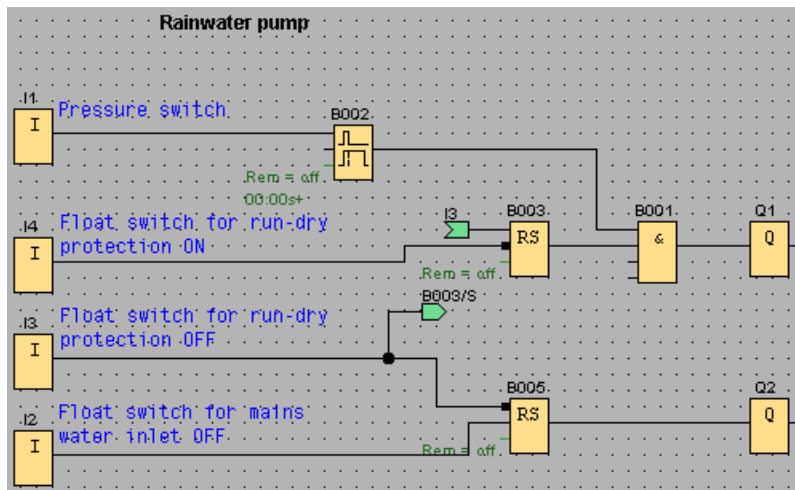 Rainwater pump
I1
Pressure switch
B002
I
Rem = off
00:00s+
I4
Float switch for run-dry
protection ON
I3
B003
B001
Q1
I
RS
&
Q
Rem = off
B003/S
I3
Float switch for run-dry
protection OFF
I
B005
Q2
I2
Float switch for mains
water inlet OFF
RS
Q
I
Rem = off